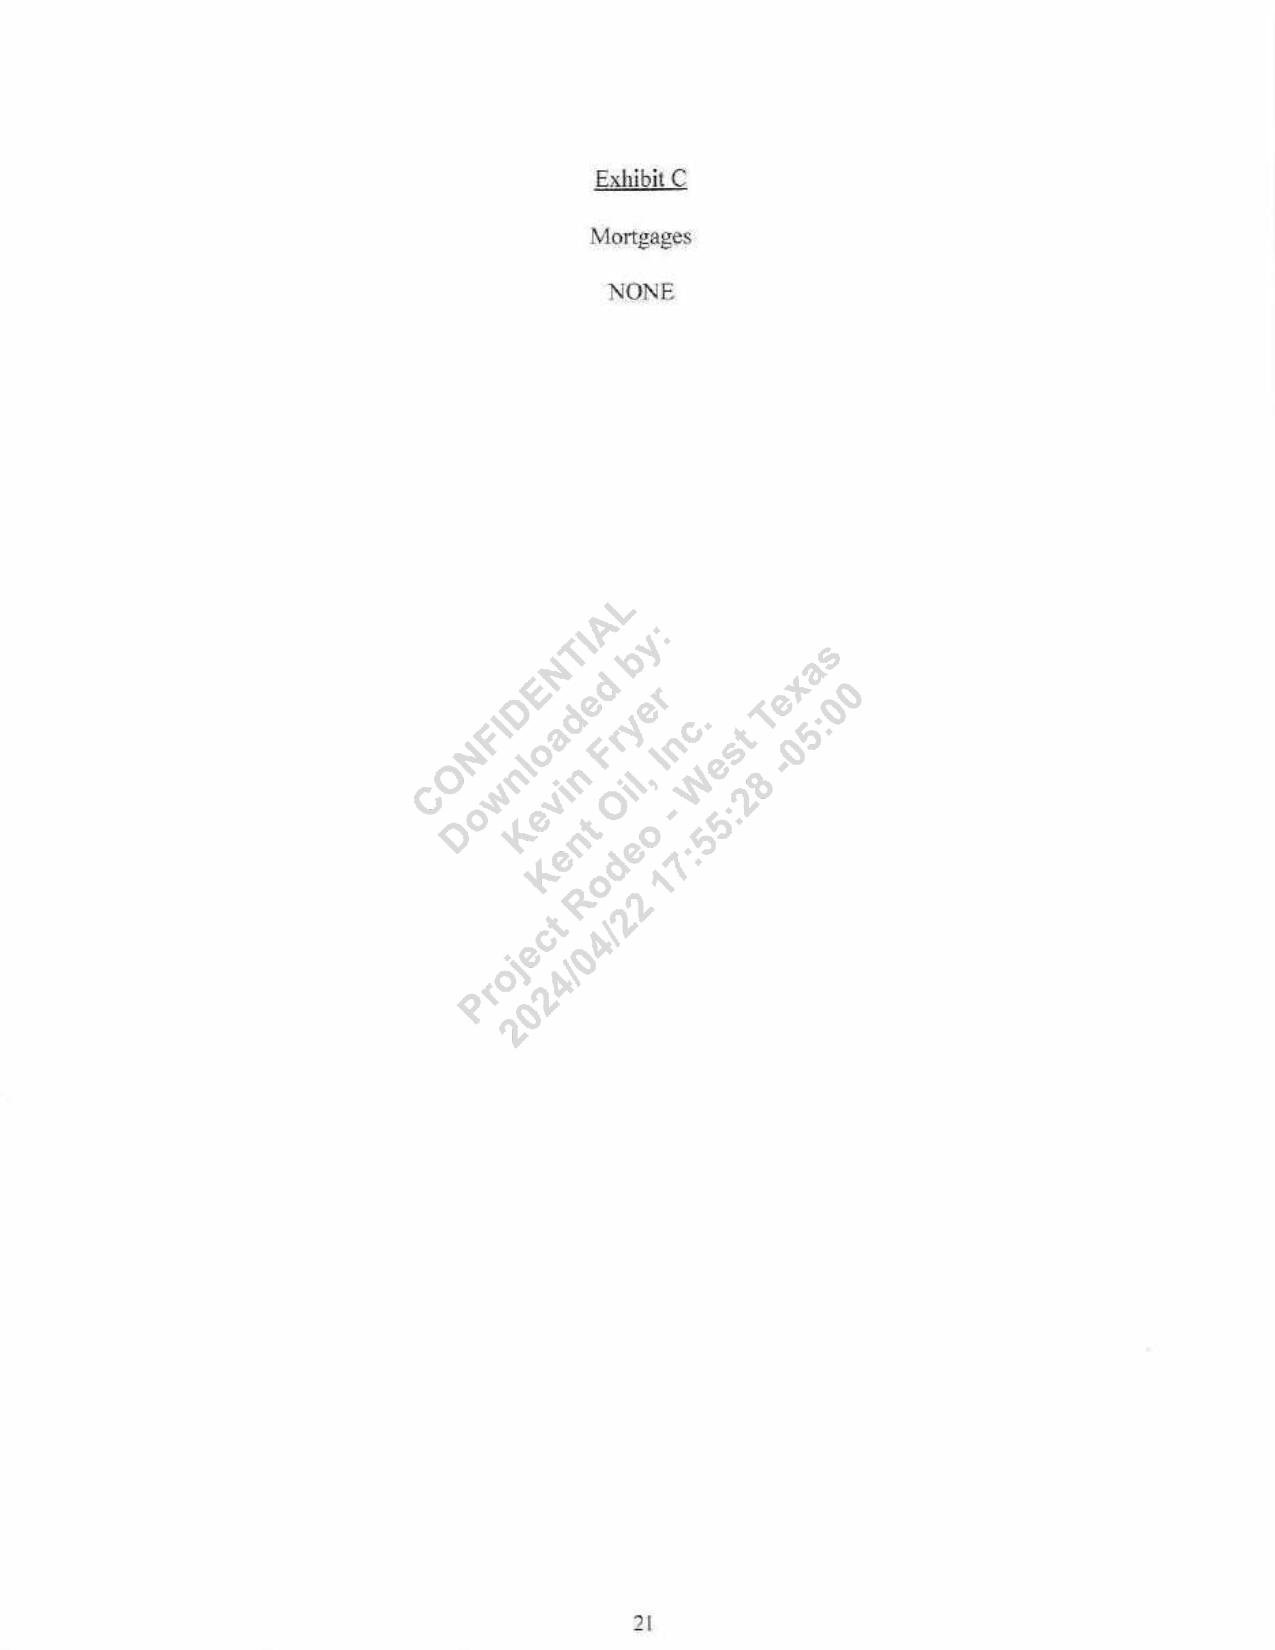 Exhibit C
Mortgages
NONE
CONFIDENTIAL
Downloaded by:
Kevin Fryer
Kent Oil, Inc.
Project Rodeo - West Texas
2024/04/22 17:55:28 -05:00
21